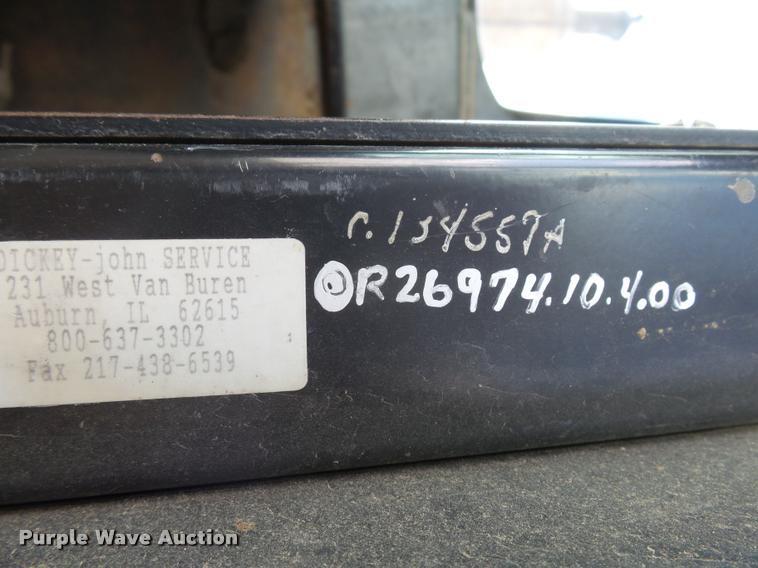 DICKEY-john SERVICE
231 West Van Buren
Auburn, IL 62615
800-637-3302
Fax 217-438-6539
R26974.10.4.00
Purple Wave Auction